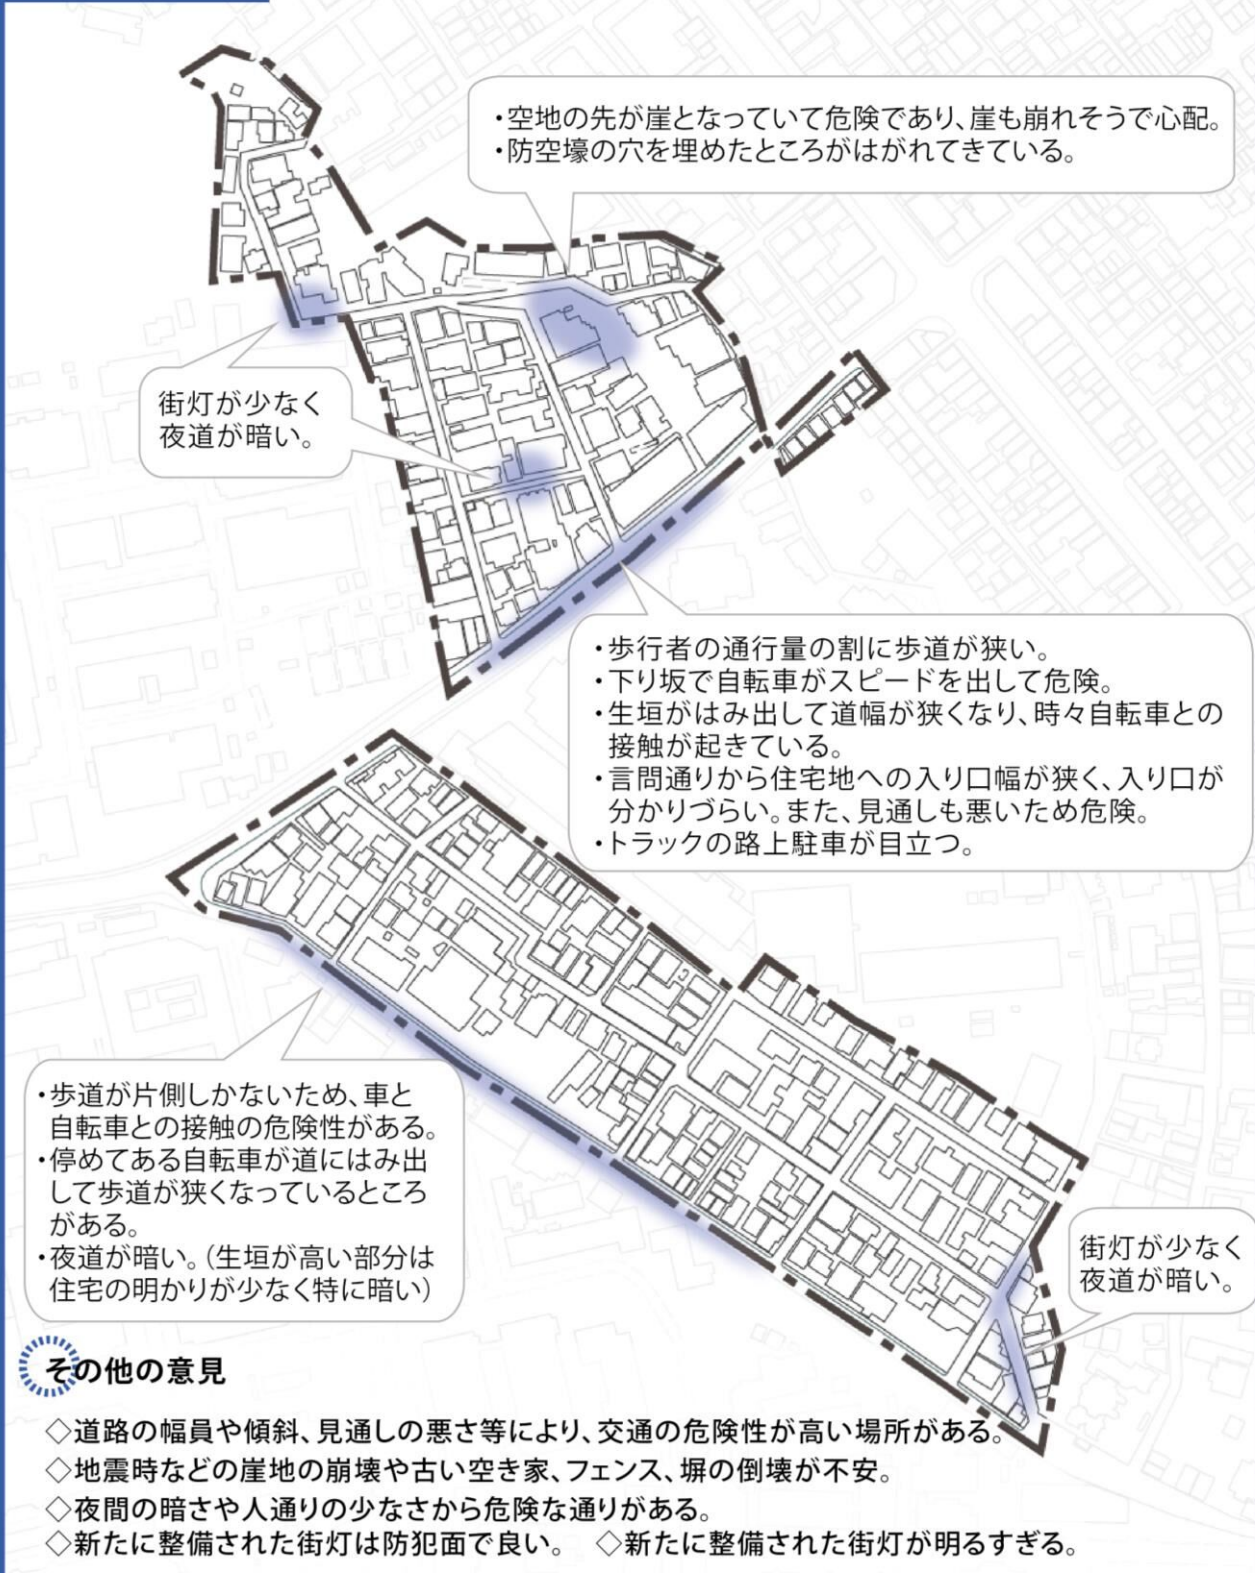 ・空地の先が崖となっていて危険であり、崖も崩れそうで心配。
・防空壕の穴を埋めたところがはがれてきている。
街灯が少なく
夜道が暗い。
・歩行者の通行量の割に歩道が狭い。
・下り坂で自転車がスピードを出して危険。
・生垣がはみ出して道幅が狭くなり、時々自転車との
接触が起きている。
・言問通りから住宅地への入り口幅が狭く、入り口が
分かりづらい。また、見通しも悪いため危険。
・トラックの路上駐車が目立つ。
・歩道が片側しかないため、車と
自転車との接触の危険性がある。
・停めてある自転車が道にはみ出
して歩道が狭くなっているところ
がある。
・夜道が暗い。(生垣が高い部分は
住宅の明かりが少なく特に暗い)
街灯が少なく
夜道が暗い。
その他の意見
◇道路の幅員や傾斜、見通しの悪さ等により、交通の危険性が高い場所がある。
◇地震時などの崖地の崩壊や古い空き家、フェンス、塀の倒壊が不安。
◇夜間の暗さや人通りの少なさから危険な通りがある。
◇新たに整備された街灯は防犯面で良い。 ◇新たに整備された街灯が明るすぎる。